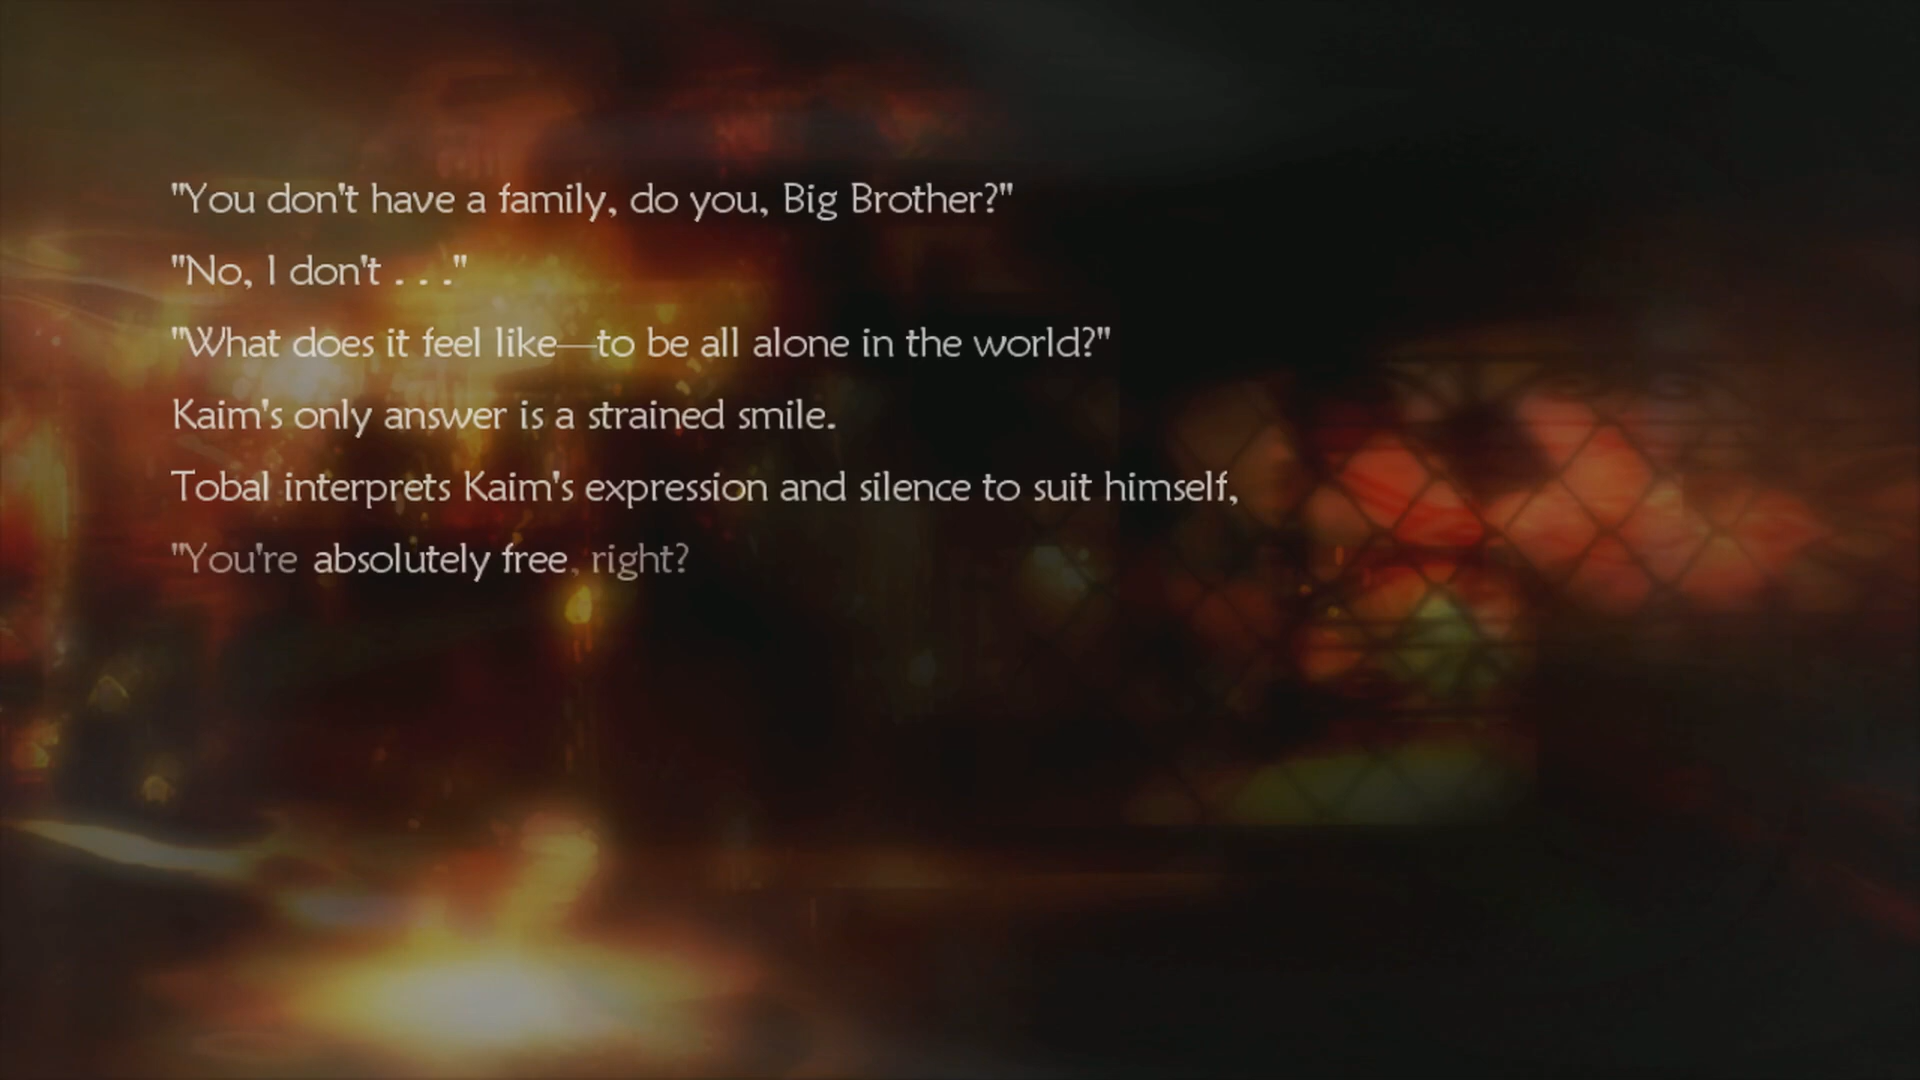 "You don't have a family, do you, Big Brother?"
"No, I don't . . ."
"What does it feel like—to be all alone in the world?"
Kaim's only answer is a strained smile.
Tobal interprets Kaim's expression and silence to suit himself,
"You're absolutely free, right?